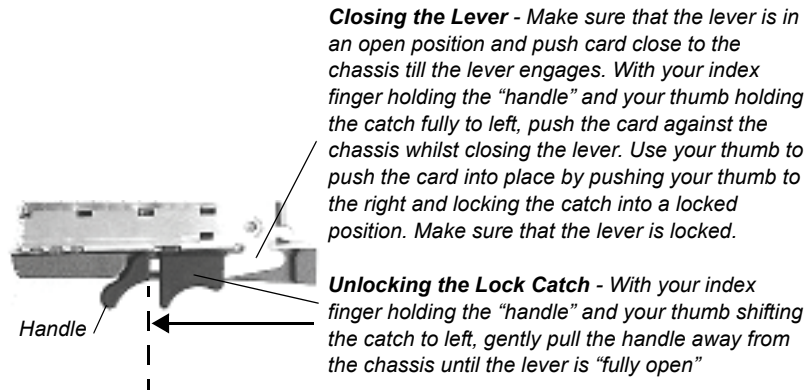 Closing the Lever - Make sure that the lever is in
an open position and push card close to the
chassis till the lever engages. With your index
finger holding the “handle” and your thumb holding
the catch fully to left, push the card against the
chassis whilst closing the lever. Use your thumb to
push the card into place by pushing your thumb to
the right and locking the catch into a locked
position. Make sure that the lever is locked.
Unlocking the Lock Catch - With your index
finger holding the “handle” and your thumb shifting
the catch to left, gently pull the handle away from
the chassis until the lever is “fully open”
Handle